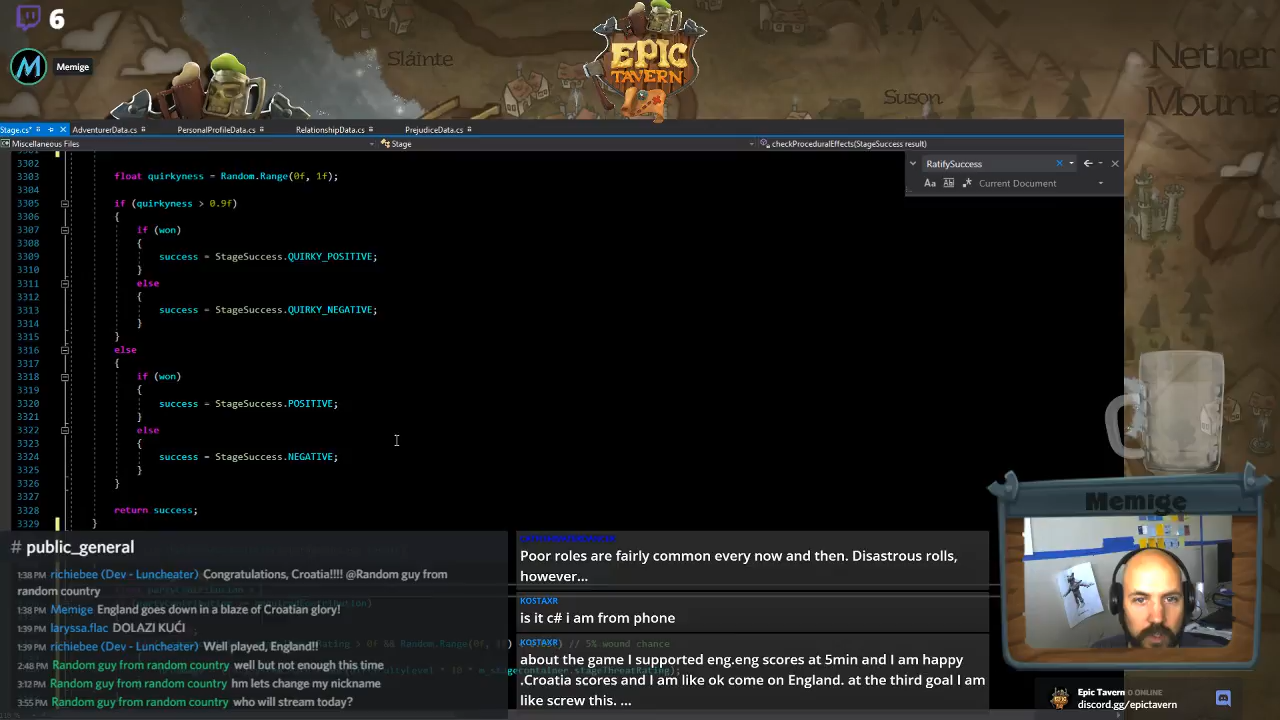 6
Memige
Sláinte
EPIC
TAVERN
Nether
Mounta
Suson
Stage.cs*
AdventurerData.cs
PersonalProfileData.cs
RelationshipData.cs
PrejudiceData.cs
Miscellaneous Files
Stage
checkProceduralEffects(StageSuccess result)
RatifySuccess
Aa
Current Document
3302
3303 float quirkyness = Random.Range(0f, 1f);
3304
3305 if (quirkyness > 0.9f)
3306 {
3307 if (won)
3308 {
3309 success = StageSuccess.QUIRKY_POSITIVE;
3310 }
3311 else
3312 {
3313 success = StageSuccess.QUIRKY_NEGATIVE;
3314 }
3315 }
3316 else
3317 {
3318 if (won)
3319 {
3320 success = StageSuccess.POSITIVE;
3321 }
3322 else
3323 {
3324 success = StageSuccess.NEGATIVE;
3325 }
3326 }
3327
3328 return success;
3329 }
# public_general
1:38 PM richiebee (Dev - Luncheater) Congratulations, Croatia!!!! @Random guy from
random country
1:38 PM Memige England goes down in a blaze of Croatian glory!
1:39 PM laryssa.flac DOLAZI KUĆI
1:39 PM richiebee (Dev - Luncheater) Well played, England!!
2:48 PM Random guy from random country well but not enough this time
3:12 PM Random guy from random country hm lets change my nickname
3:55 PM Random guy from random country who will stream today?
Poor roles are fairly common every now and then. Disastrous rolls,
however...
KOSTAXR
is it c# i am from phone
KOSTAXR
about the game I supported eng.eng scores at 5min and I am happy
.Croatia scores and I am like ok come on England. at the third goal I am
like screw this. ...
// 5% wound chance
Memige
Epic Tavern 0 ONLINE
discord.gg/epictavern